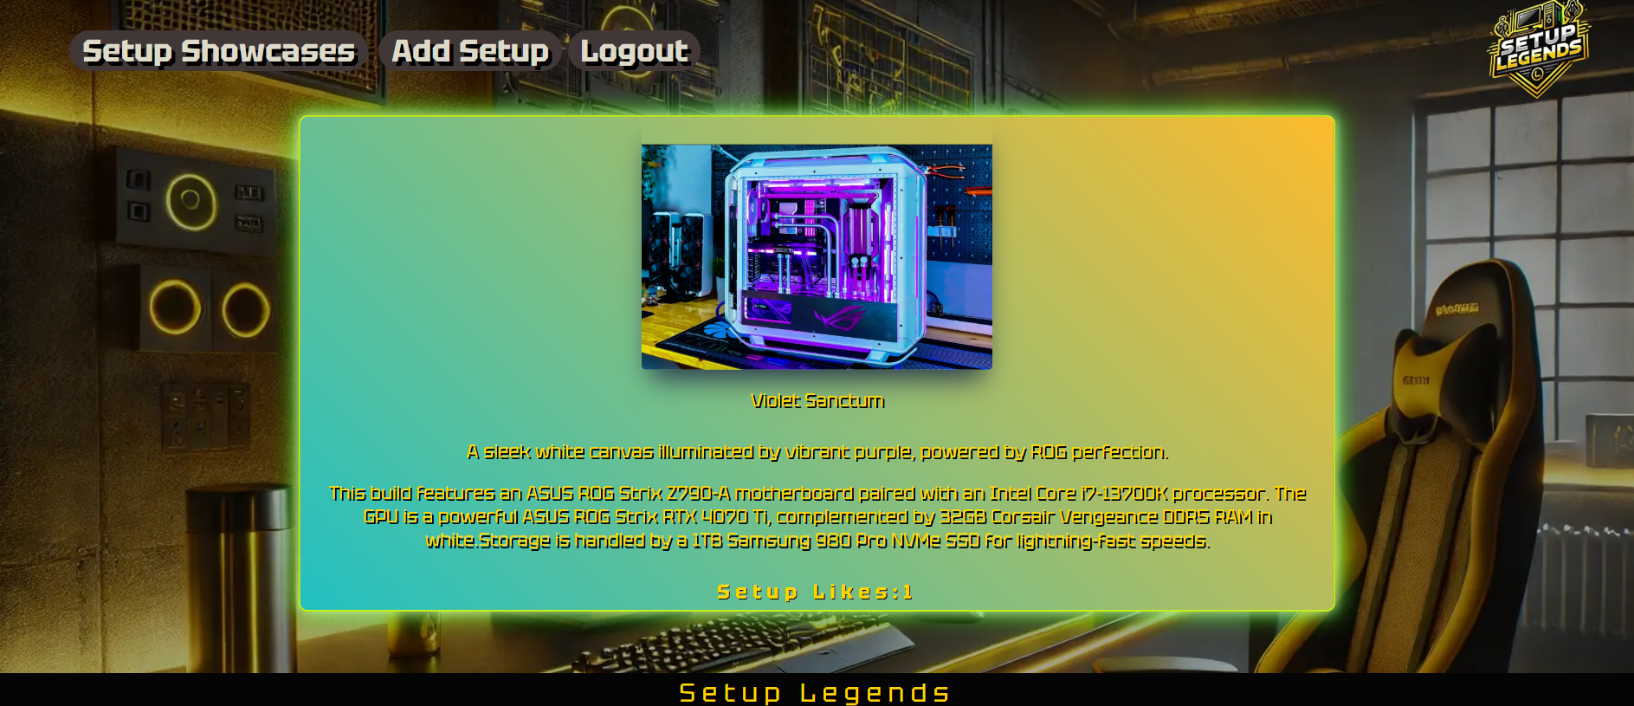 Setup Showcases Add Setup Logout
SETUP
LEGENDS
Violet Sanctum
A sleek white canvas illuminated by vibrant purple, powered by ROG perfection.
This build features an ASUS ROG Strix Z790-A motherboard paired with an Intel Core i7-13700K processor. The
GPU is a powerful ASUS ROG Strix RTX 4070 Ti, complemented by 32GB Corsair Vengeance DDR5 RAM in
white.Storage is handled by a 1TB Samsung 980 Pro NVMe SSD for lightning-fast speeds.
Setup Likes:1
Setup Legends